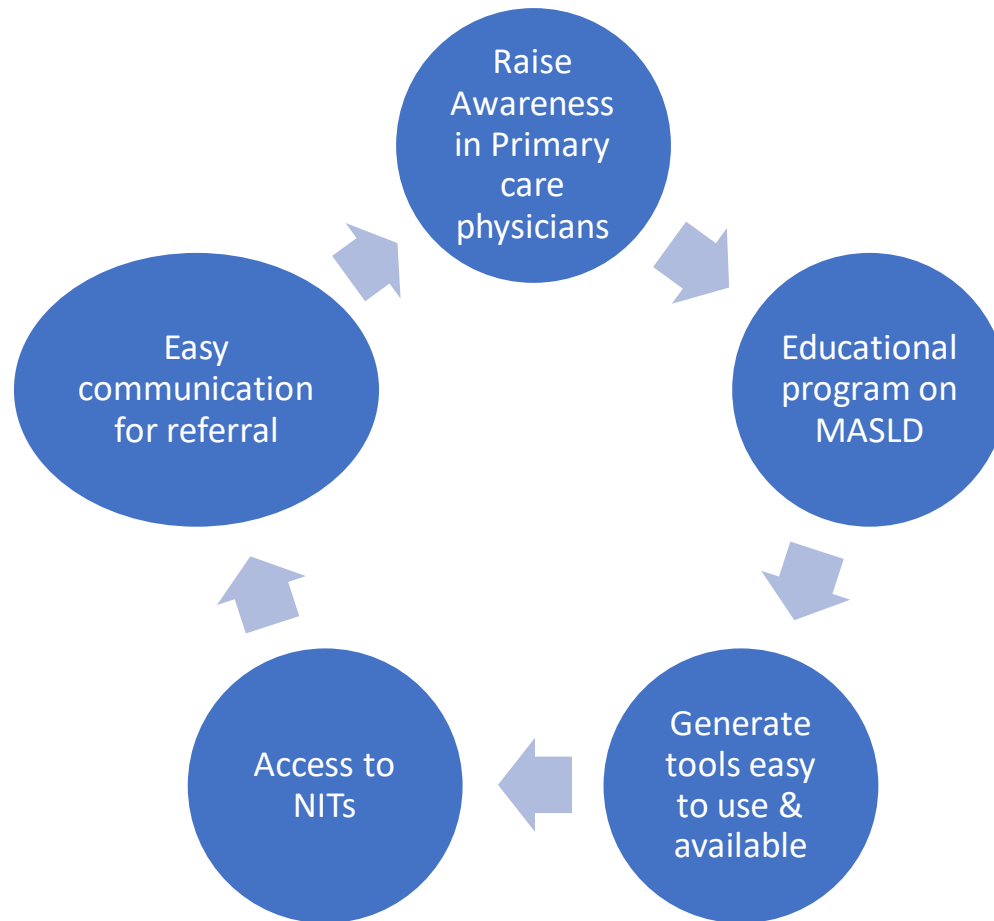 Raise
Awareness
in Primary
care
physicians
Educational
program on
MASLD
Generate
tools easy
to use &
available
Access to
NITs
Easy
communication
for referral